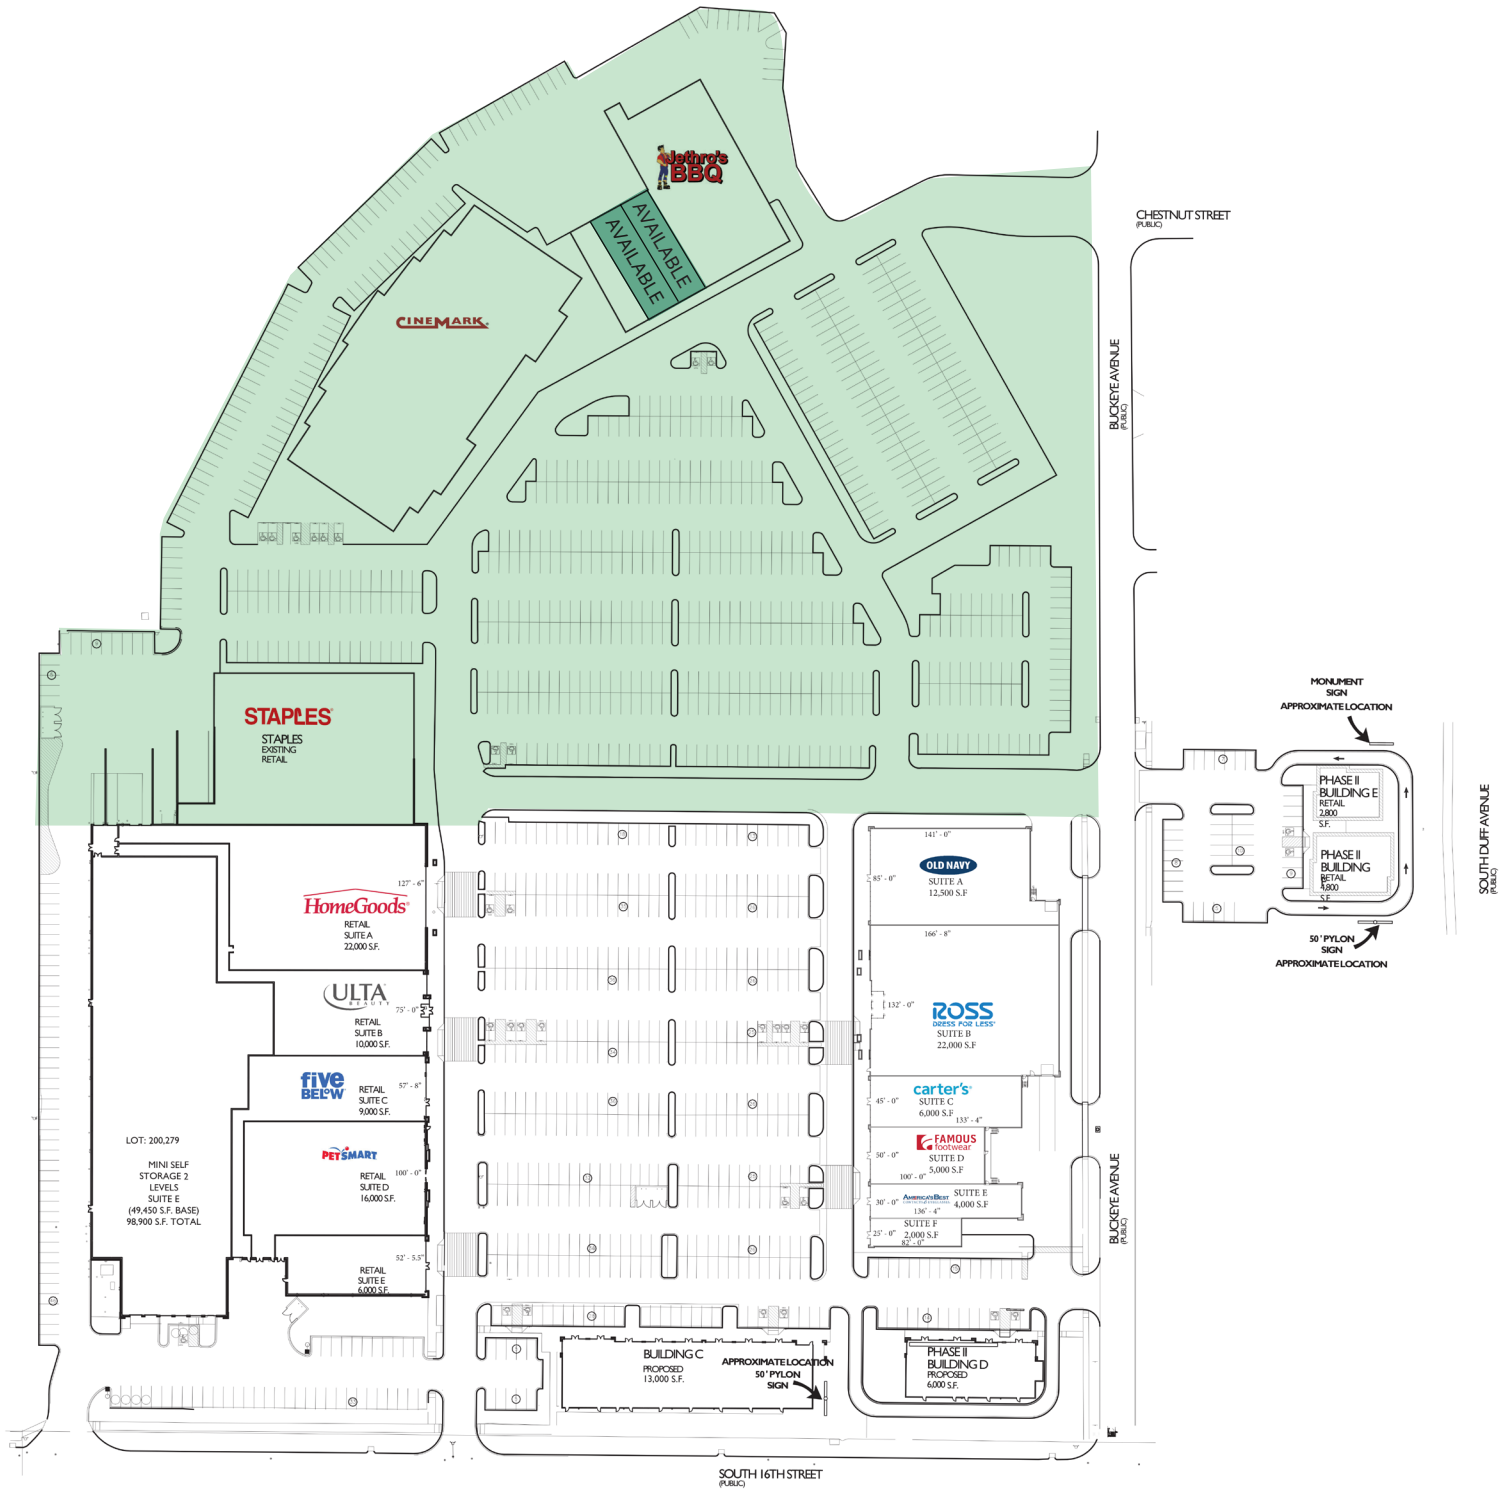 Jethro's
BBQ
AVAILABLE
AVAILABLE
CINEMARK
CHESTNUT STREET
(PUBLIC)
BUCKEYE AVENUE
(PUBLIC)
STAPLES
STAPLES
EXISTING
RETAIL
MONUMENT
SIGN
APPROXIMATE LOCATION
PHASE II
BUILDING E
RETAIL
2,800
S.F.
PHASE II
BUILDING
RETAIL
4,800
S.F.
50' PYLON
SIGN
APPROXIMATE LOCATION
SOUTH DUFF AVENUE
(PUBLIC)
127' - 6"
HomeGoods
RETAIL
SUITE A
22,000 S.F.
ULTA
BEAUTY
75' - 0"
RETAIL
SUITE B
10,000 S.F.
five
BELOW
57' - 8"
RETAIL
SUITE C
9,000 S.F.
PETSMART
100' - 0"
RETAIL
SUITE D
16,000 S.F.
52' - 5.5"
RETAIL
SUITE E
6,000 S.F.
LOT: 200,279
MINI SELF
STORAGE 2
LEVELS
SUITE E
(49,450 S.F. BASE)
98,900 S.F. TOTAL
141' - 0"
OLD NAVY
85' - 0"
SUITE A
12,500 S.F
166' - 8"
132' - 0"
ROSS
DRESS FOR LESS
SUITE B
22,000 S.F
carter's
45' - 0"
SUITE C
6,000 S.F
133' - 4"
FAMOUS
footwear
50' - 0"
SUITE D
5,000 S.F
100' - 0"
AMERICA'S BEST
30' - 0"
SUITE E
4,000 S.F
136' - 4"
SUITE F
25' - 0"
2,000 S.F
82' - 0"
BUCKEYE AVENUE
(PUBLIC)
BUILDING C
PROPOSED
13,000 S.F.
APPROXIMATE LOCATION
50' PYLON
SIGN
PHASE II
BUILDING D
PROPOSED
6,000 S.F.
SOUTH 16TH STREET
(PUBLIC)